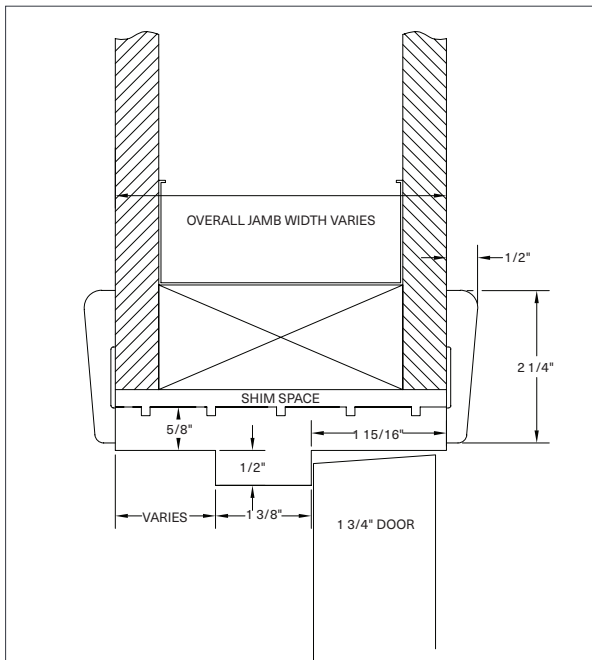 OVERALL JAMB WIDTH VARIES
1/2"
2 1/4"
SHIM SPACE
5/8"
1 15/16"
1/2"
VARIES
1 3/8"
1 3/4" DOOR